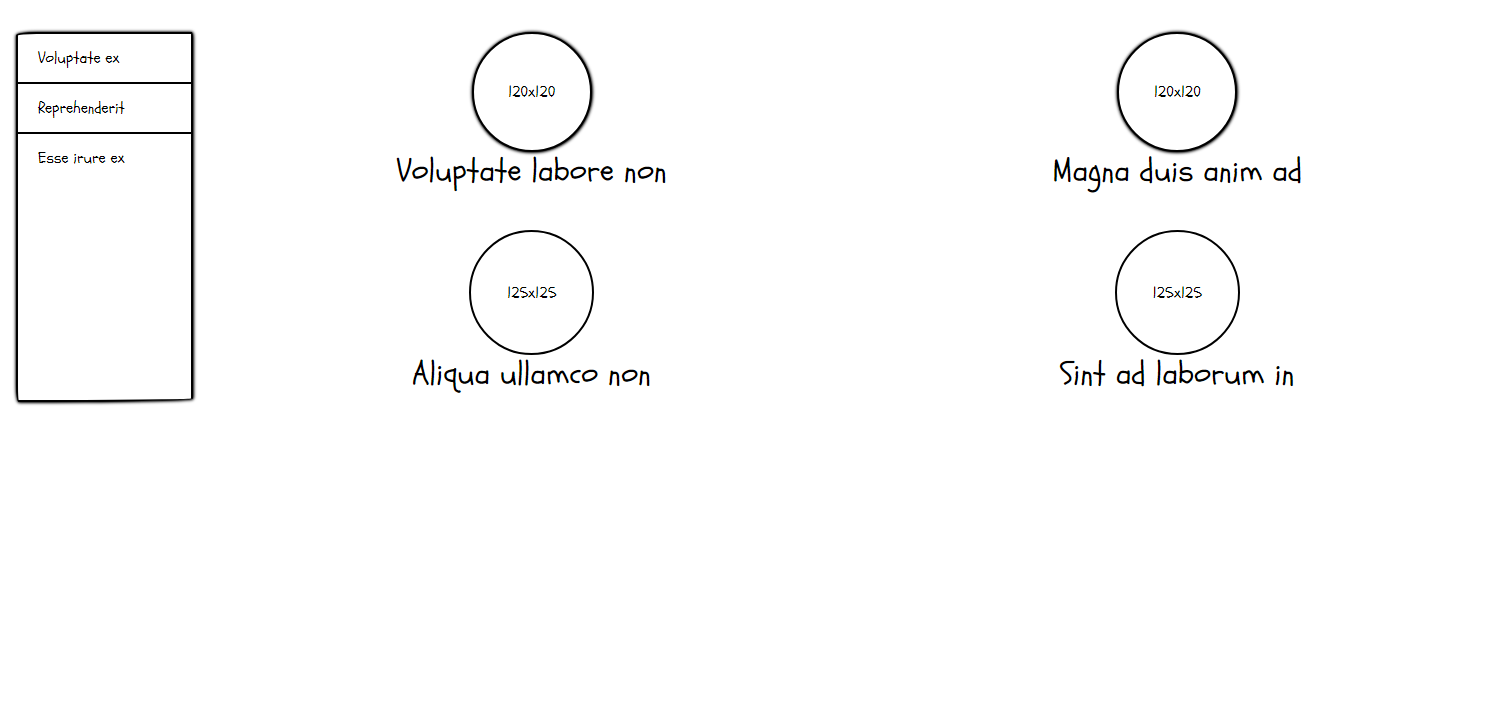 Voluptate ex
Reprehenderit
Esse irure ex
120x120
Voluptate labore non
120x120
Magna duis anim ad
125x125
Aliqua ullamco non
125x125
Sint ad laborum in